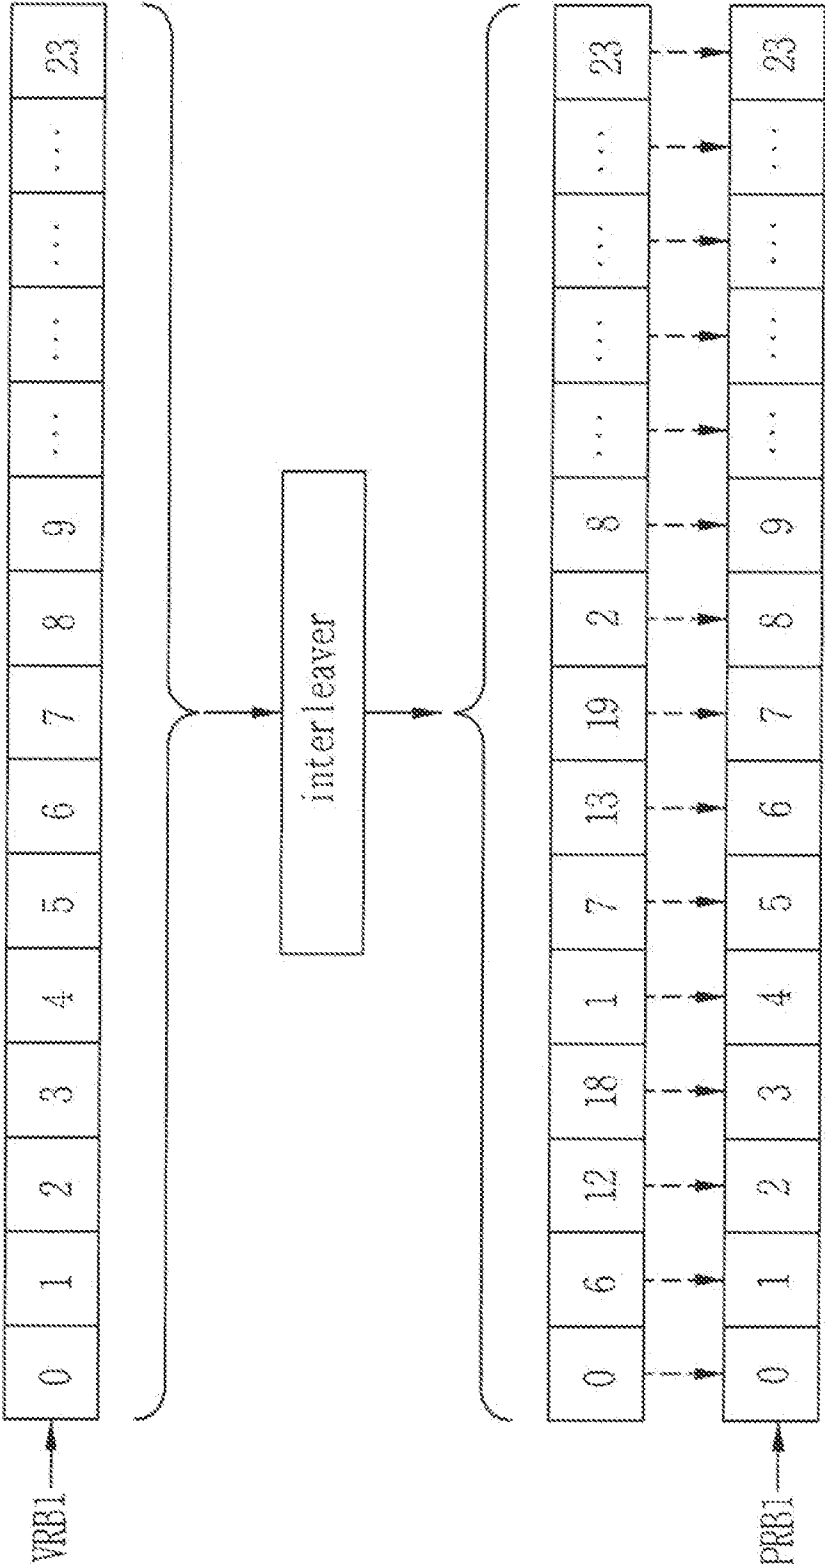 VRB1 0 1 2 3 4 5 6 7 8 9 ... ... ... ... 23
interleaver
0 6 12 18 1 7 13 19 2 8 ... ... ... ... 23
PRB1 0 1 2 3 4 5 6 7 8 9 ... ... ... ... 23